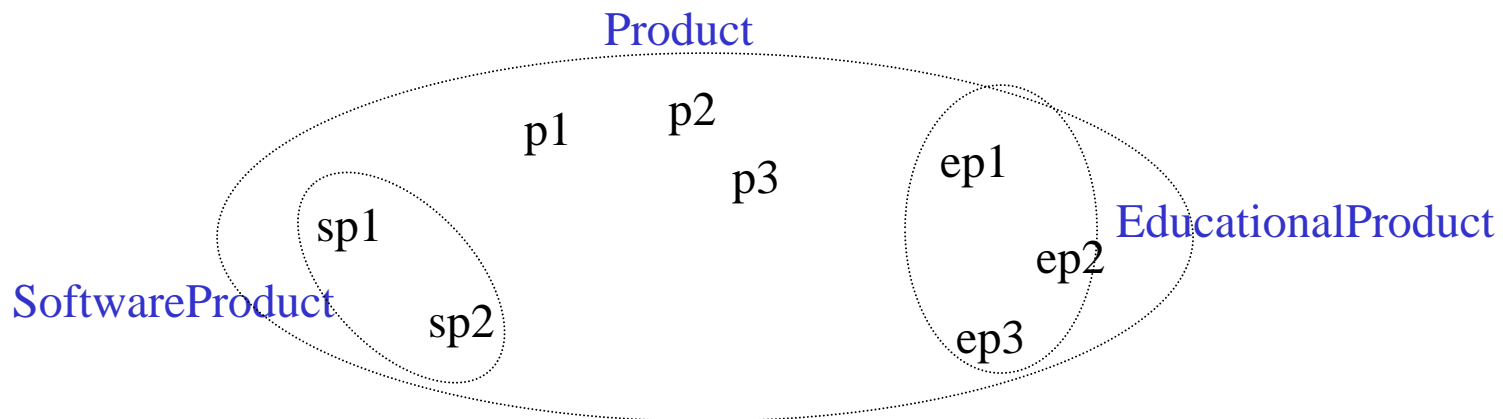 Product
p1
p2
p3
ep1
sp1
EducationalProduct
ep2
SoftwareProduct
sp2
ep3